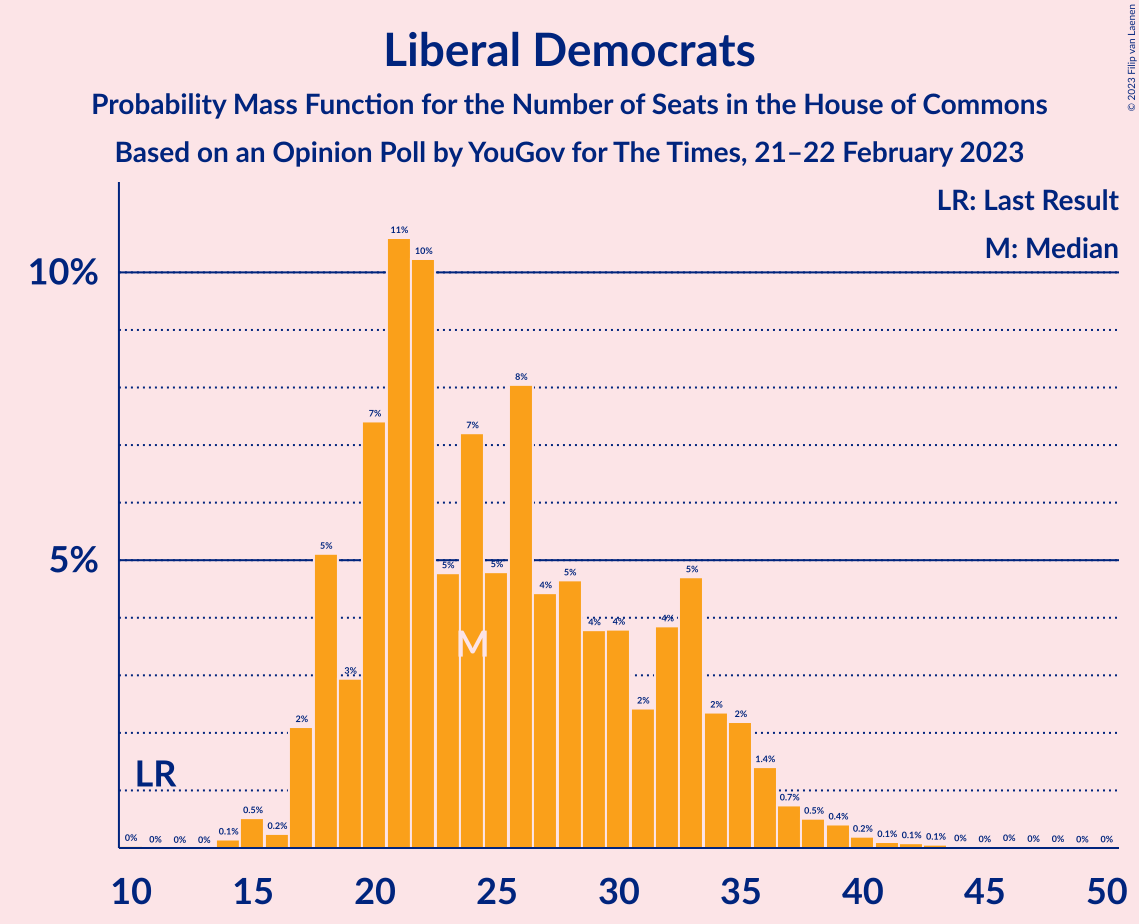 Liberal Democrats
Probability Mass Function for the Number of Seats in the House of Commons
Based on an Opinion Poll by YouGov for The Times, 21–22 February 2023
© 2023 Filip van Laenen
LR: Last Result
M: Median
10%
5%
0% 0% 0% 0% 0.1% 0.5% 0.2% 2% 5% 3% 7% 11% 10% 5% 7% 5% 8% 4% 5% 4% 4% 2% 4% 5% 2% 2% 1.4% 0.7% 0.5% 0.4% 0.2% 0.1% 0.1% 0.1% 0% 0% 0% 0% 0% 0% 0%
M
LR
10 15 20 25 30 35 40 45 50